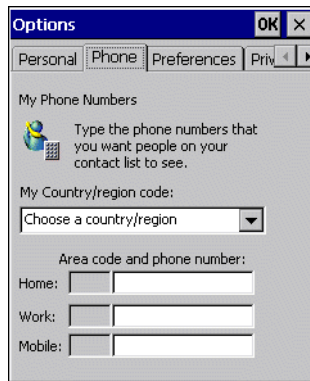 Options OK ×
Personal Phone Preferences Priv
My Phone Numbers
Type the phone numbers that
you want people on your
contact list to see.
My Country/region code:
Choose a country/region
Area code and phone number:
Home:
Work:
Mobile: